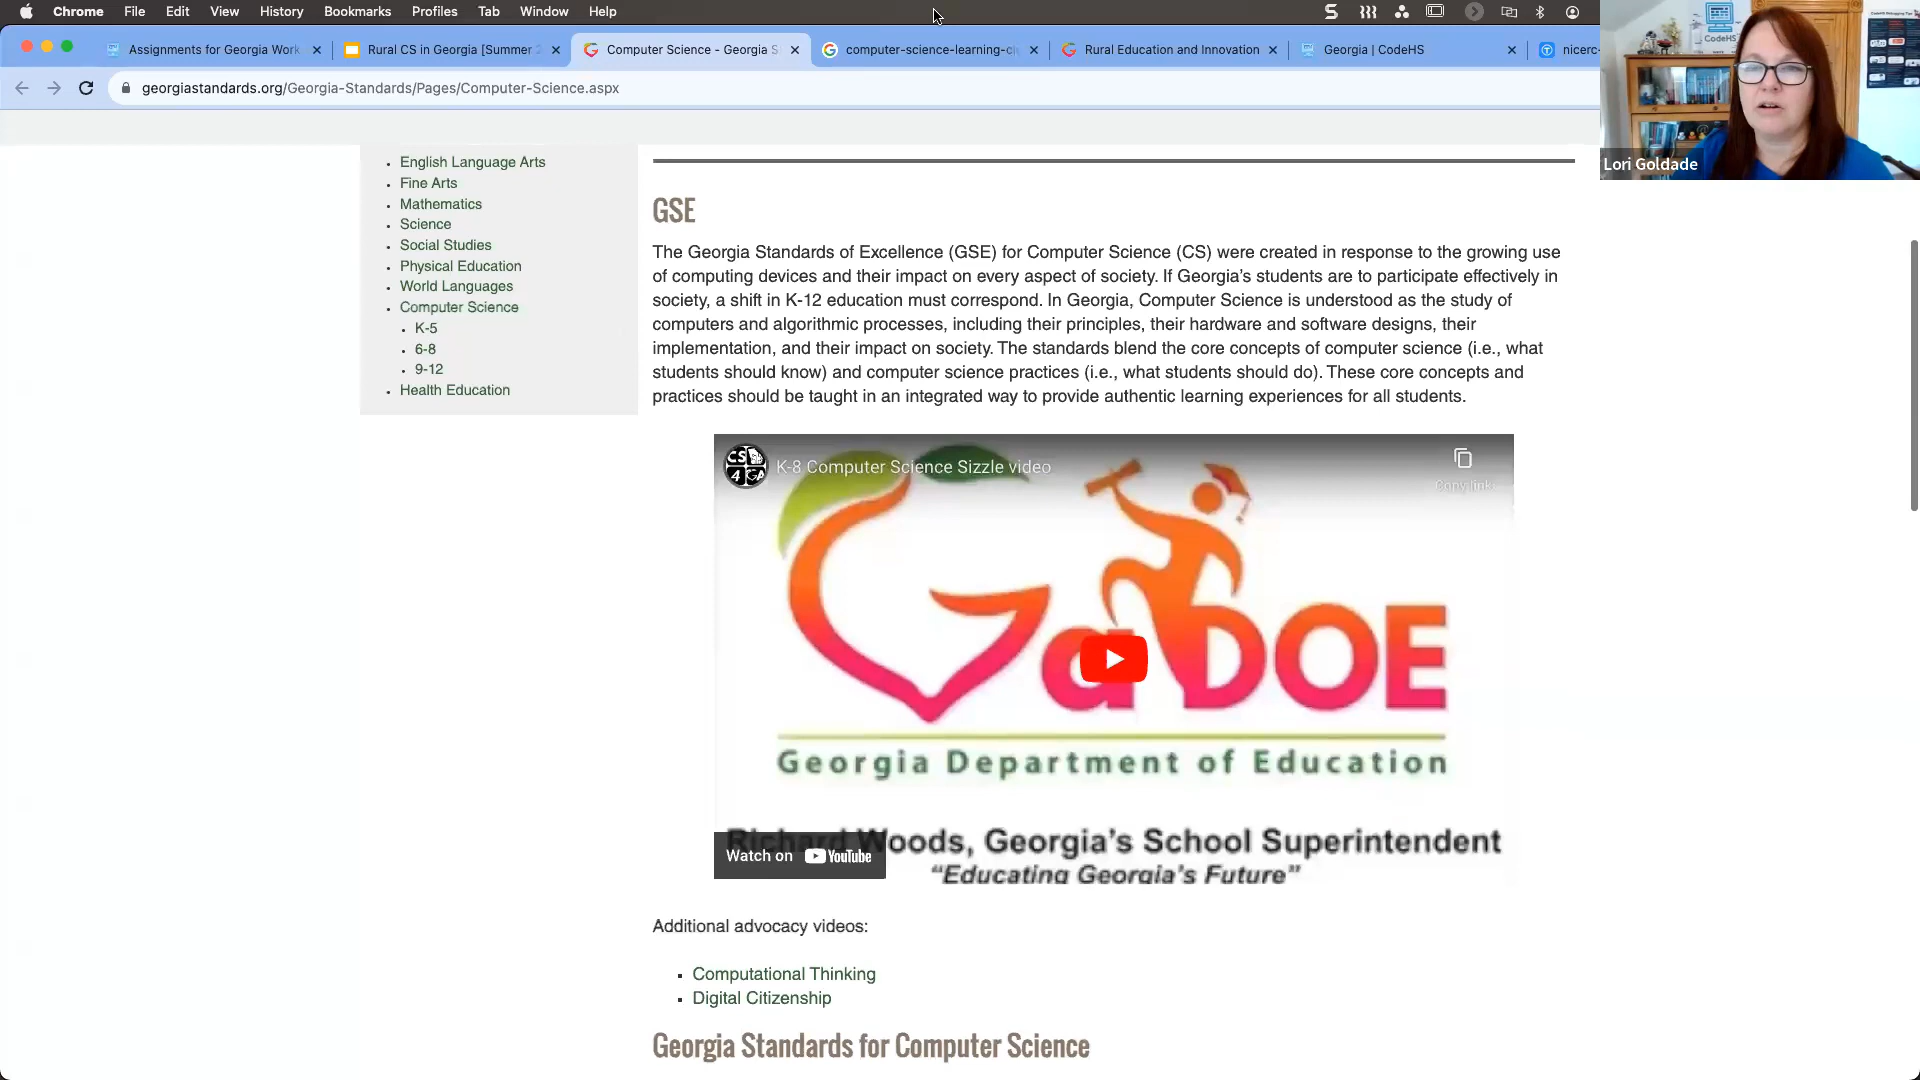 Chrome File Edit View History Bookmarks Profiles Tab Window Help
Assignments for Georgia Work
Rural CS in Georgia [Summer 2
Computer Science - Georgia S
computer-science-learning-ci
Rural Education and Innovation
Georgia | CodeHS
nicerc-
georgiastandards.org/Georgia-Standards/Pages/Computer-Science.aspx
CodeHS
Lori Goldade
English Language Arts
Fine Arts
Mathematics
Science
Social Studies
Physical Education
World Languages
Computer Science
K-5
6-8
9-12
Health Education
GSE
The Georgia Standards of Excellence (GSE) for Computer Science (CS) were created in response to the growing use
of computing devices and their impact on every aspect of society. If Georgia's students are to participate effectively in
society, a shift in K-12 education must correspond. In Georgia, Computer Science is understood as the study of
computers and algorithmic processes, including their principles, their hardware and software designs, their
implementation, and their impact on society. The standards blend the core concepts of computer science (i.e., what
students should know) and computer science practices (i.e., what students should do). These core concepts and
practices should be taught in an integrated way to provide authentic learning experiences for all students.
CS
4 GA
K-8 Computer Science Sizzle video
Copy link
GaDOE
Georgia Department of Education
Richard Woods, Georgia's School Superintendent
"Educating Georgia's Future"
Watch on YouTube
Additional advocacy videos:
Computational Thinking
Digital Citizenship
Georgia Standards for Computer Science